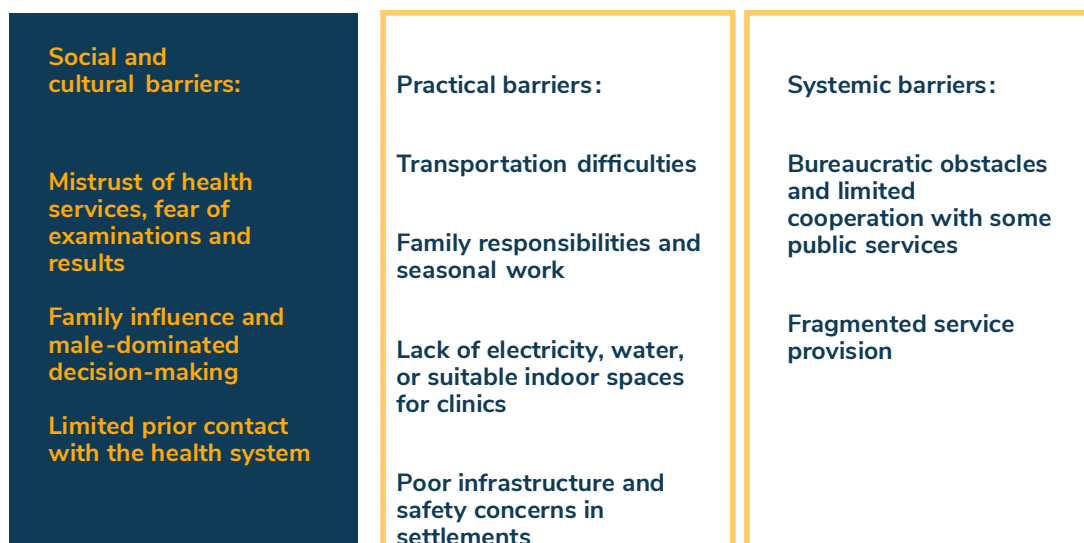 Social and
cultural barriers:
Mistrust of health
services, fear of
examinations and
results
Family influence and
male-dominated
decision-making
Limited prior contact
with the health system
Practical barriers:
Transportation difficulties
Family responsibilities and
seasonal work
Lack of electricity, water,
or suitable indoor spaces
for clinics
Poor infrastructure and
safety concerns in
settlements
Systemic barriers:
Bureaucratic obstacles
and limited
cooperation with some
public services
Fragmented service
provision